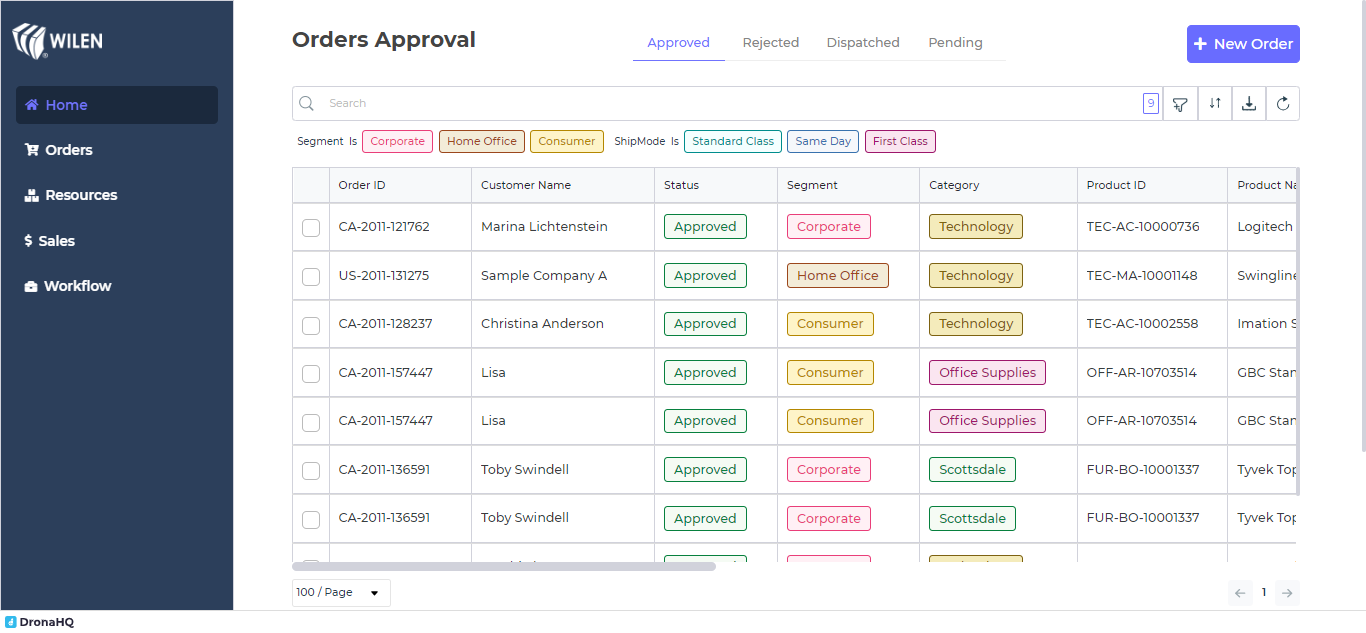 WILEN
Home
Orders
Resources
Sales
Workflow
Orders Approval
Approved Rejected Dispatched Pending
New Order
Search
9
Segment Is Corporate Home Office Consumer ShipMode Is Standard Class Same Day First Class
Order ID Customer Name Status Segment Category Product ID Product Na
CA-2011-121762 Marina Lichtenstein Approved Corporate Technology TEC-AC-10000736 Logitech
US-2011-131275 Sample Company A Approved Home Office Technology TEC-MA-10001148 Swingline
CA-2011-128237 Christina Anderson Approved Consumer Technology TEC-AC-10002558 Imation S
CA-2011-157447 Lisa Approved Consumer Office Supplies OFF-AR-10703514 GBC Stan
CA-2011-157447 Lisa Approved Consumer Office Supplies OFF-AR-10703514 GBC Stan
CA-2011-136591 Toby Swindell Approved Corporate Scottsdale FUR-BO-10001337 Tyvek Top
CA-2011-136591 Toby Swindell Approved Corporate Scottsdale FUR-BO-10001337 Tyvek Top
100 / Page
1
DronaHQ